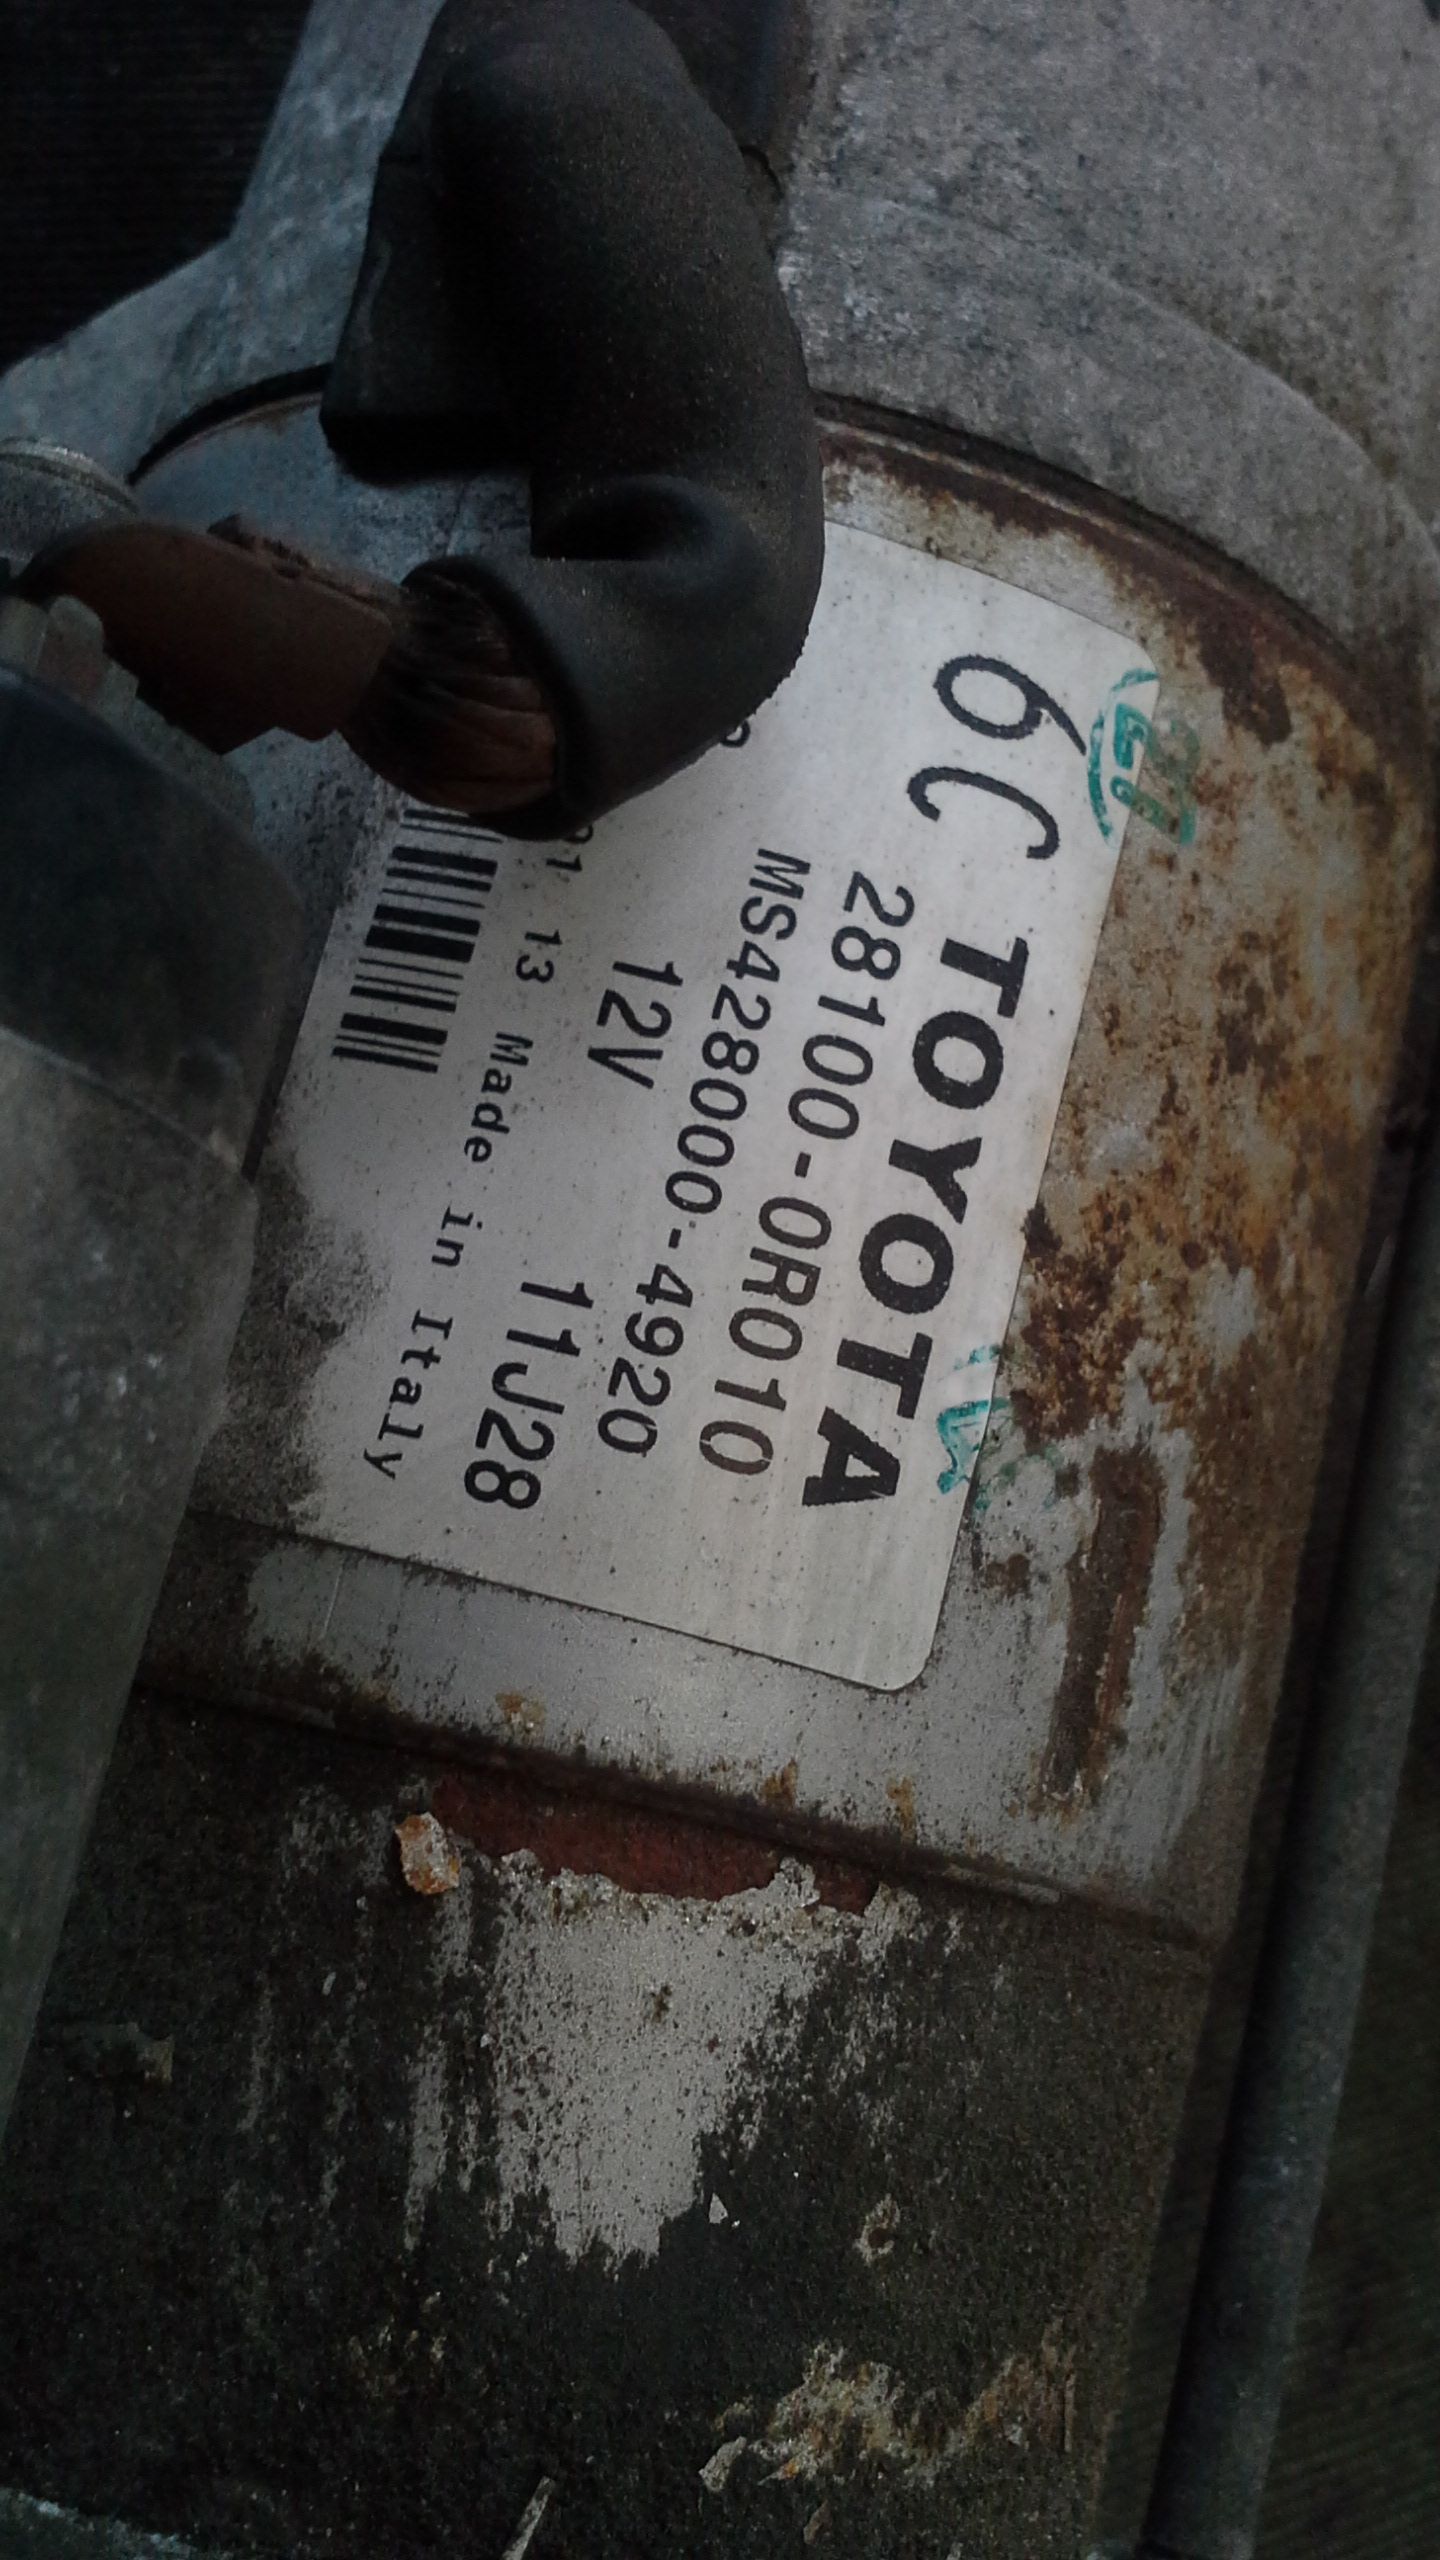 6C TOYOTA
28100-0R010
MS428000-4920
12V 11J28
13 Made in Italy